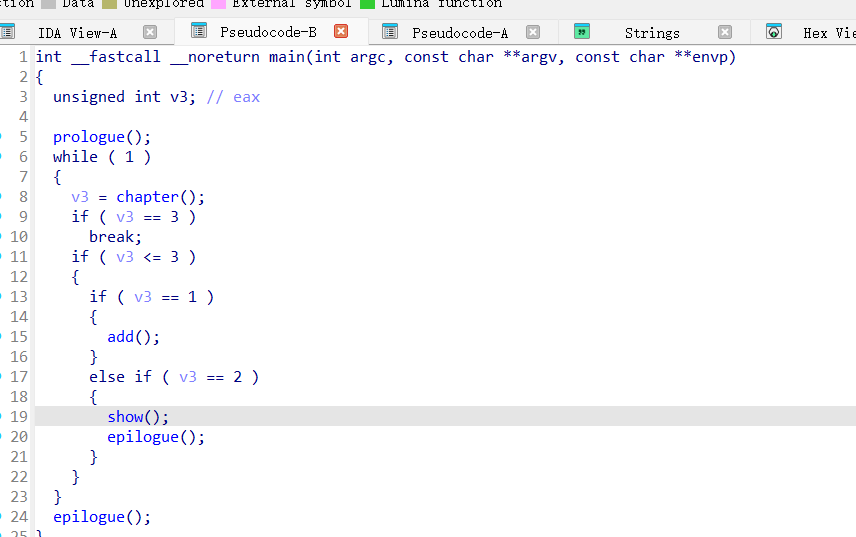 ction Data Unexplored External symbol Lumina function
IDA View-A Pseudocode-B Pseudocode-A Strings Hex Vie
1 int __fastcall __noreturn main(int argc, const char **argv, const char **envp)
2 {
3 unsigned int v3; // eax
4
5 prologue();
6 while ( 1 )
7 {
8 v3 = chapter();
9 if ( v3 == 3 )
10 break;
11 if ( v3 <= 3 )
12 {
13 if ( v3 == 1 )
14 {
15 add();
16 }
17 else if ( v3 == 2 )
18 {
19 show();
20 epilogue();
21 }
22 }
23 }
24 epilogue();
25 }